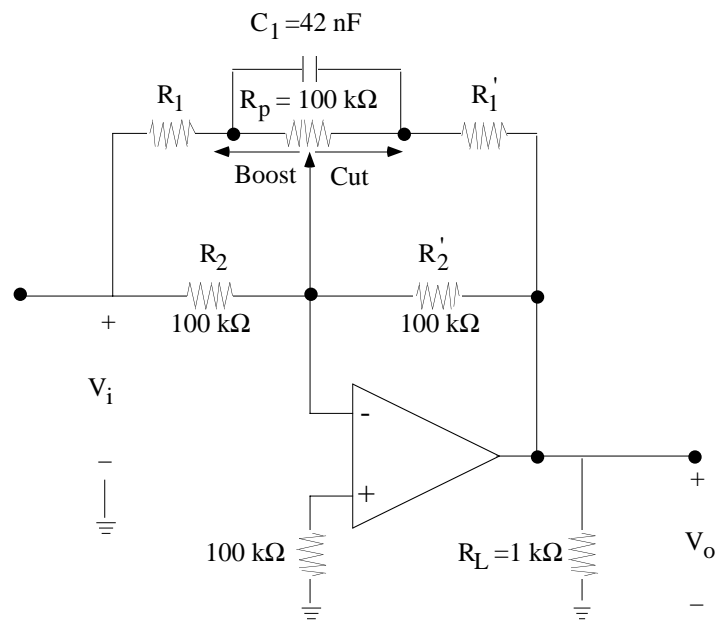 C₁ =42 nF
R₁
Rₚ = 100 kΩ
R₁'
Boost
Cut
R₂
R₂'
100 kΩ
100 kΩ
+
Vᵢ
–
-
+
100 kΩ
R_L =1 kΩ
+
Vₒ
–